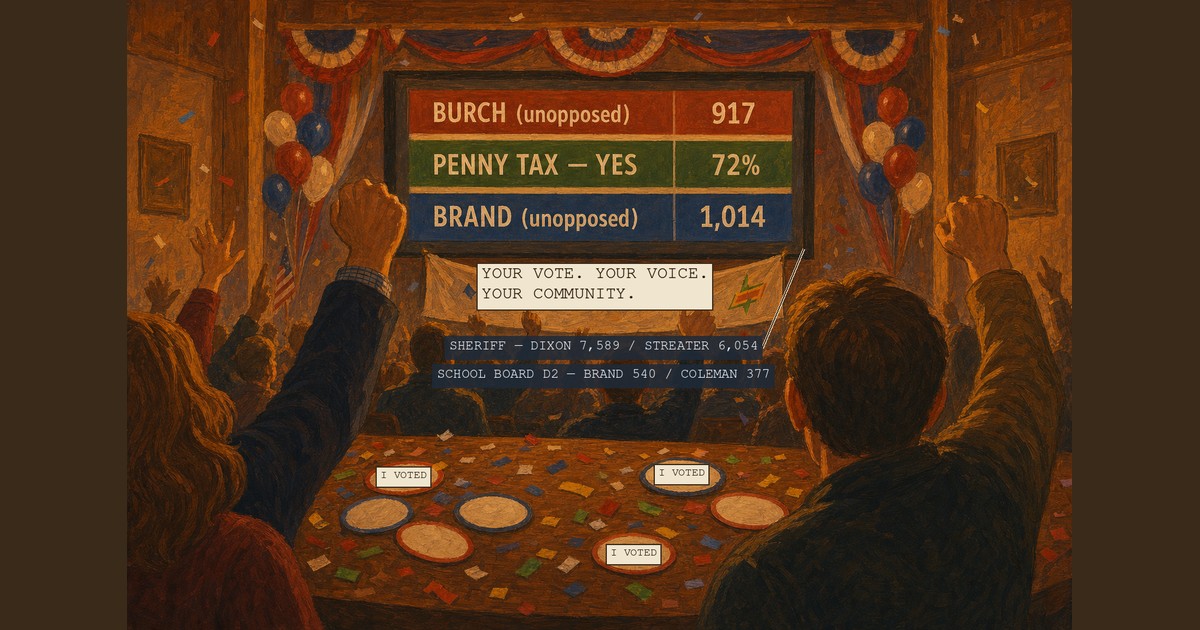 BURCH (unopposed) 917
PENNY TAX — YES 72%
BRAND (unopposed) 1,014
YOUR VOTE. YOUR VOICE.
YOUR COMMUNITY.
SHERIFF — DIXON 7,589 / STREATER 6,054
SCHOOL BOARD D2 — BRAND 540 / COLEMAN 377
I VOTED
I VOTED
I VOTED